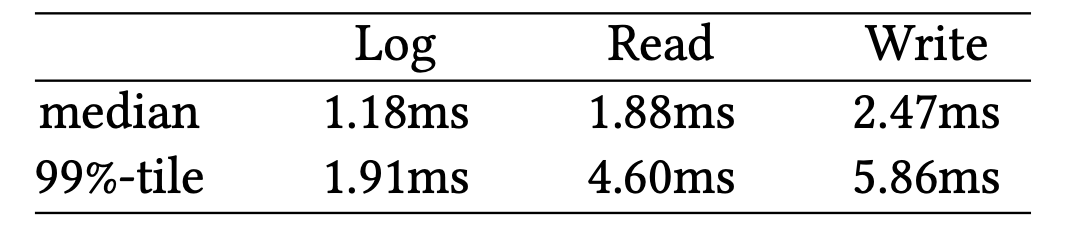 Log Read Write
median 1.18ms 1.88ms 2.47ms
99%-tile 1.91ms 4.60ms 5.86ms